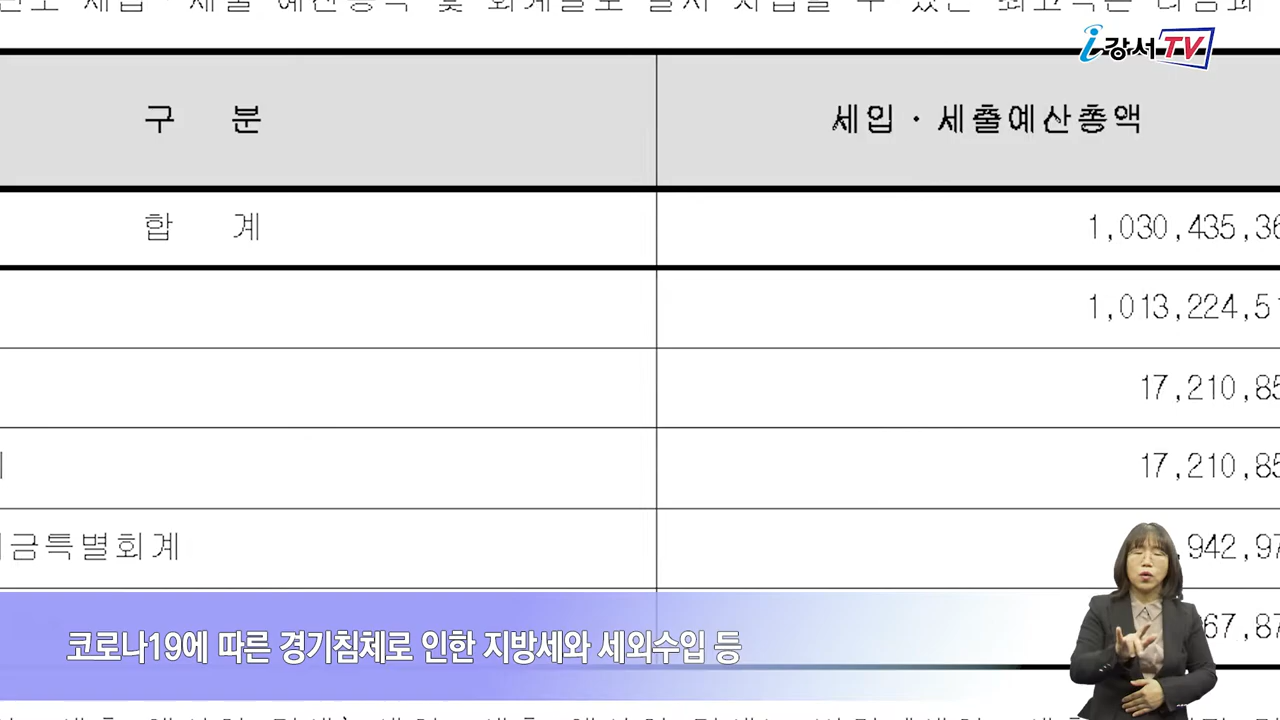 i강서TV
구 분 세입·세출예산총액
합 계 1,030,435,36
1,013,224,5
17,210,85
17,210,85
금특별회계 ,942,97
67,87
코로나19에 따른 경기침체로 인한 지방세와 세외수입 등